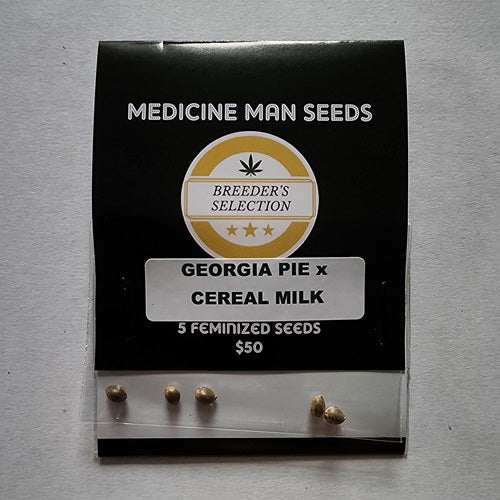 MEDICINE MAN SEEDS
BREEDER'S
SELECTION
GEORGIA PIE x
CEREAL MILK
5 FEMINIZED SEEDS
$50